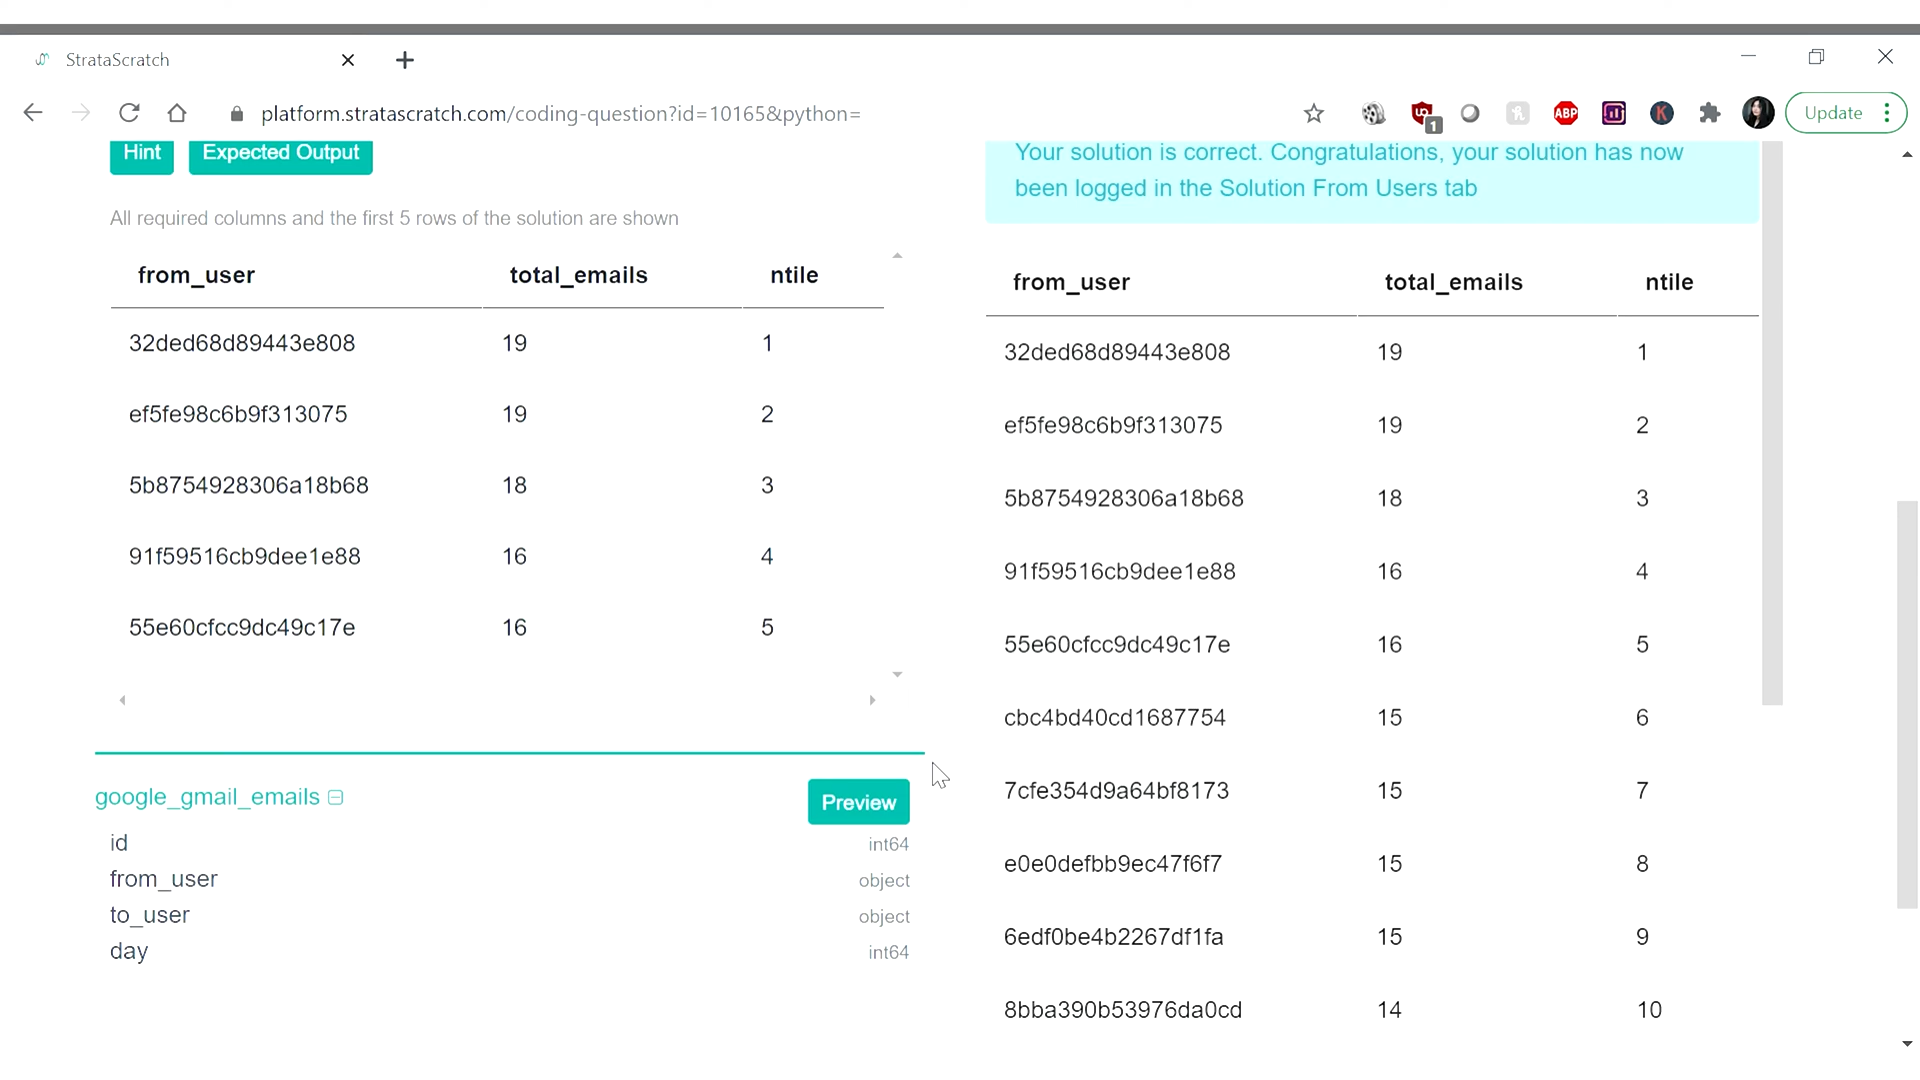 StrataScratch
platform.stratascratch.com/coding-question?id=10165&python=
1
ABP
K
Update
Hint
Expected Output
All required columns and the first 5 rows of the solution are shown
from_user total_emails ntile
32ded68d89443e808 19 1
ef5fe98c6b9f313075 19 2
5b8754928306a18b68 18 3
91f59516cb9dee1e88 16 4
55e60cfcc9dc49c17e 16 5
google_gmail_emails
Preview
id int64
from_user object
to_user object
day int64
Your solution is correct. Congratulations, your solution has now
been logged in the Solution From Users tab
from_user total_emails ntile
32ded68d89443e808 19 1
ef5fe98c6b9f313075 19 2
5b8754928306a18b68 18 3
91f59516cb9dee1e88 16 4
55e60cfcc9dc49c17e 16 5
cbc4bd40cd1687754 15 6
7cfe354d9a64bf8173 15 7
e0e0defbb9ec47f6f7 15 8
6edf0be4b2267df1fa 15 9
8bba390b53976da0cd 14 10